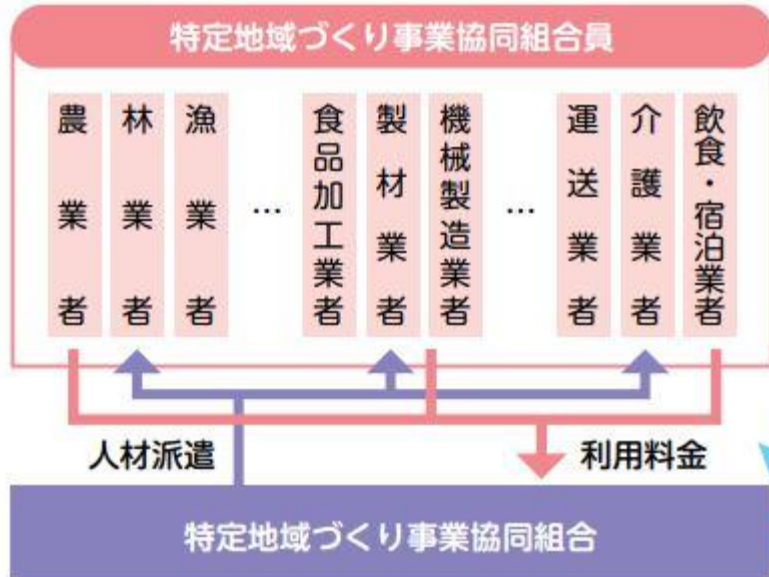 特定地域づくり事業協同組合員
農業者
林業者
漁業者
…
食品加工業者
製材業者
機械製造業者
…
運送業者
介護業者
飲食・宿泊業者
人材派遣
利用料金
特定地域づくり事業協同組合